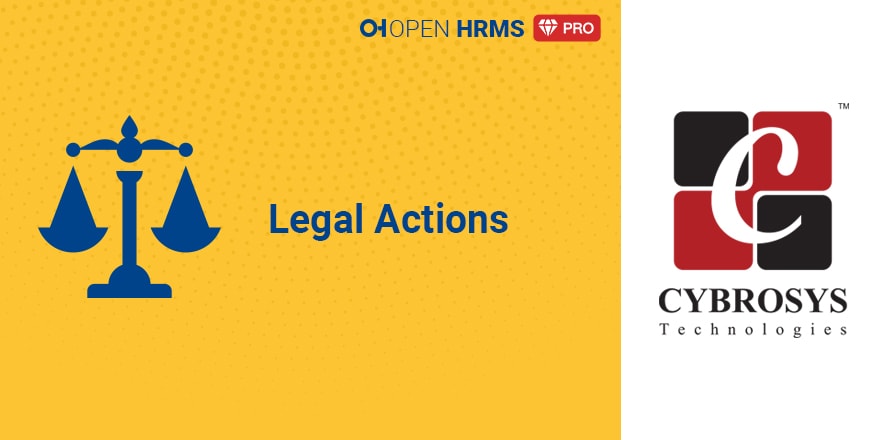 OPEN HRMS PRO
Legal Actions
TM
C
CYBROSYS
Technologies